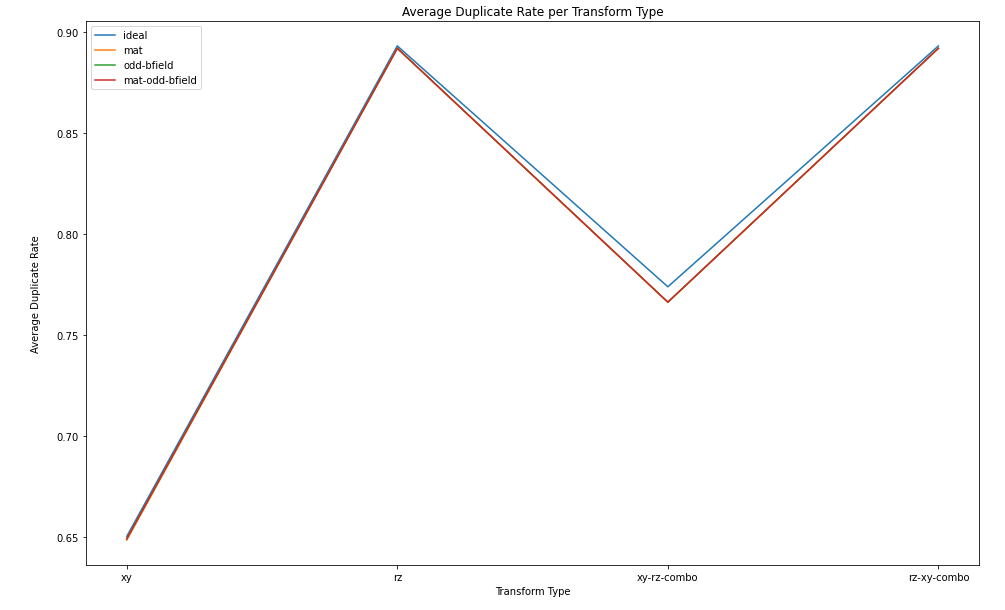 Average Duplicate Rate per Transform Type
ideal
mat
odd-bfield
mat-odd-bfield
0.90
0.85
0.80
0.75
0.70
0.65
Average Duplicate Rate
xy
rz
xy-rz-combo
rz-xy-combo
Transform Type